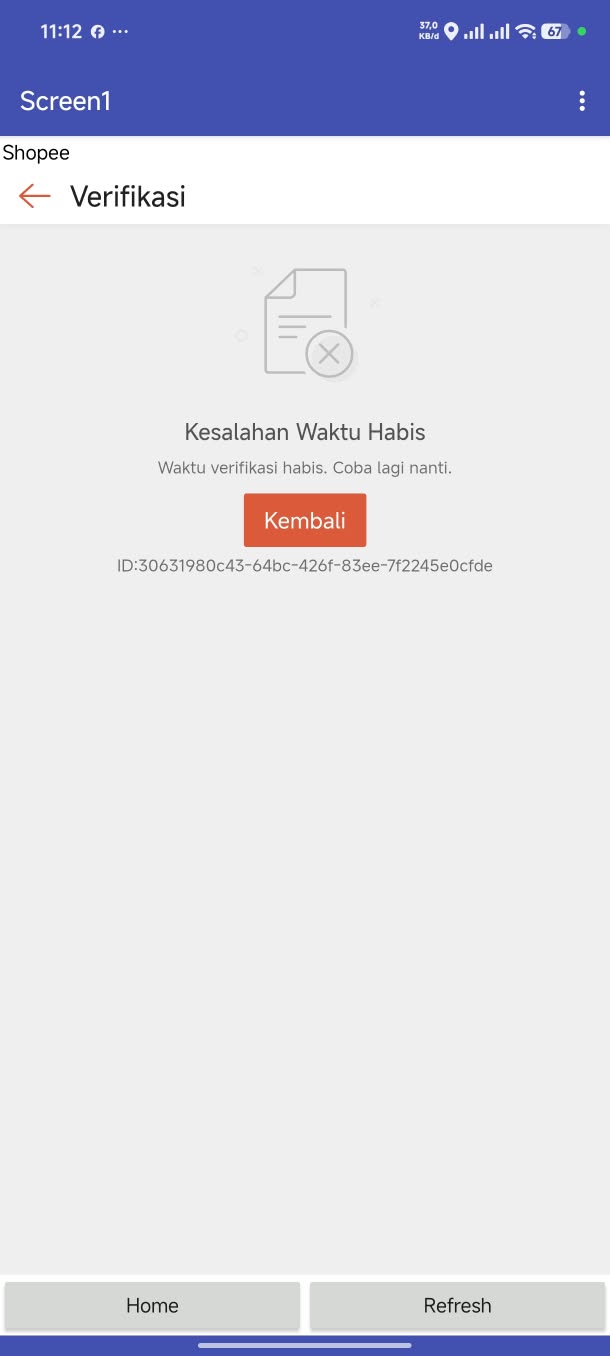 11:12
37,0
KB/d
67
Screen1
Shopee
Verifikasi
Kesalahan Waktu Habis
Waktu verifikasi habis. Coba lagi nanti.
Kembali
ID:30631980c43-64bc-426f-83ee-7f2245e0cfde
Home
Refresh